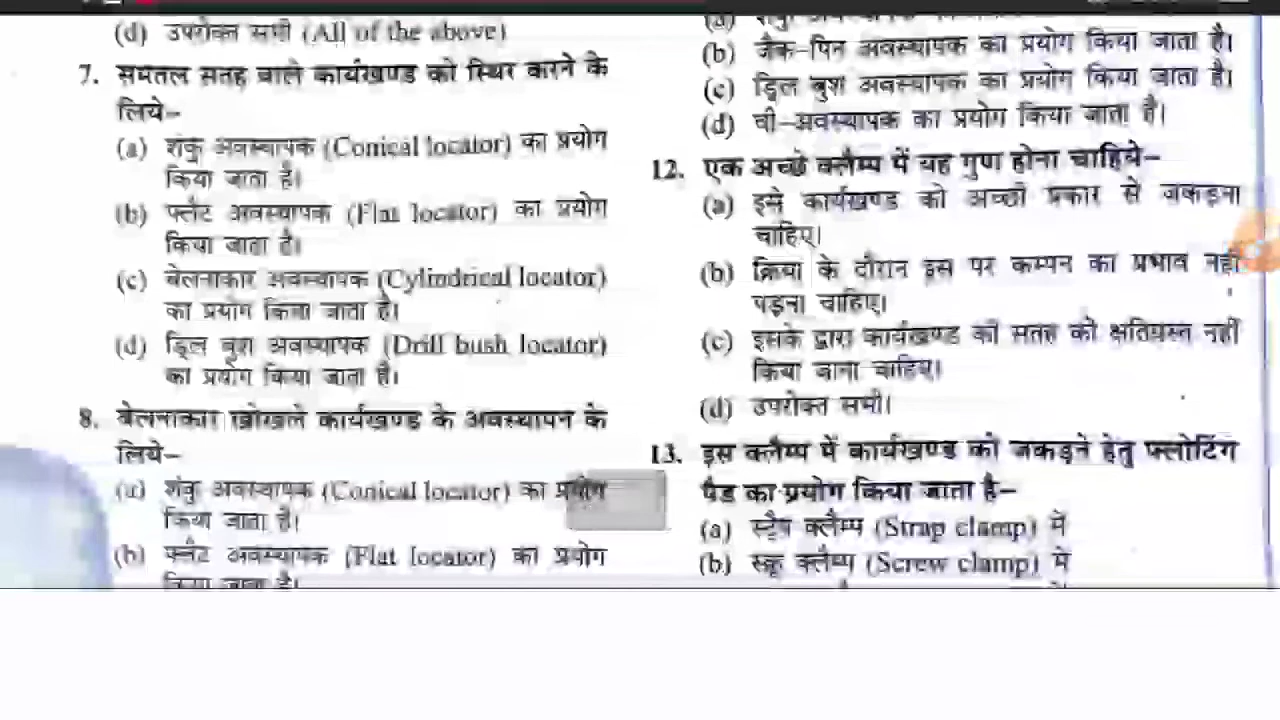 (d) उपरोक्त सभी (All of the above)
7. समतल सतह वाले कार्यखण्ड को स्थिर करने के
लिये–
(a) शंकु अवस्थापक (Conical locator) का प्रयोग
किया जाता है।
(b) फ्लैट अवस्थापक (Flat locator) का प्रयोग
किया जाता है।
(c) बेलनाकार अवस्थापक (Cylindrical locator)
का प्रयोग किया जाता है।
(d) ड्रिल बुश अवस्थापक (Drill bush locator)
का प्रयोग किया जाता है।
8. बेलनाकार खोखले कार्यखण्ड के अवस्थापन के
लिये–
(a) शंकु अवस्थापक (Conical locator) का प्रयोग
किया जाता है।
(b) फ्लैट अवस्थापक (Flat locator) का प्रयोग
किया जाता है।
(b) जैक-पिन अवस्थापक का प्रयोग किया जाता है।
(c) ड्रिल बुश अवस्थापक का प्रयोग किया जाता है।
(d) वी-अवस्थापक का प्रयोग किया जाता है।
12. एक अच्छे क्लैम्प में यह गुण होना चाहिये–
(a) इसे कार्यखण्ड को अच्छी प्रकार से जकड़ना
चाहिए।
(b) क्रिया के दौरान इस पर कम्पन का प्रभाव नहीं
पड़ना चाहिए।
(c) इसके द्वारा कार्यखण्ड की सतह को क्षतिग्रस्त नहीं
किया जाना चाहिए।
(d) उपरोक्त सभी।
13. इस क्लैम्प में कार्यखण्ड को जकड़ने हेतु फ्लोटिंग
पैड का प्रयोग किया जाता है–
(a) स्ट्रैप क्लैम्प (Strap clamp) में
(b) स्क्रू क्लैम्प (Screw clamp) में